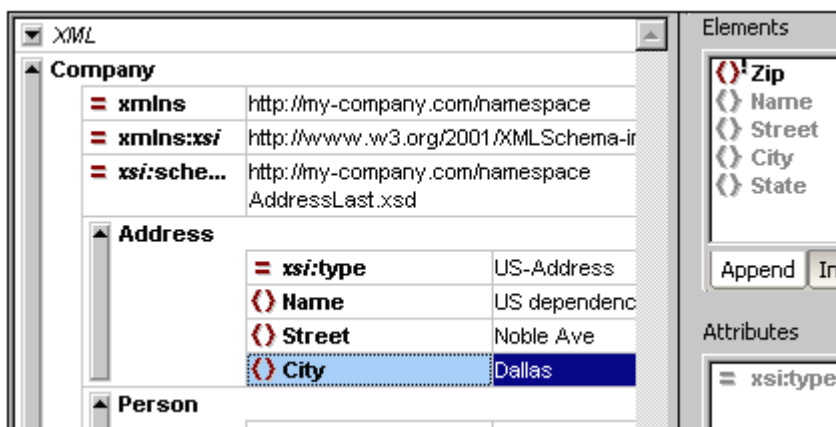 XML
Company
= xmlns http://my-company.com/namespace
= xmlns:xsi http://www.w3.org/2001/XMLSchema-in
= xsi:sche... http://my-company.com/namespace
AddressLast.xsd
Address
= xsi:type US-Address
() Name US dependenc
() Street Noble Ave
() City Dallas
Person
Elements
()! Zip
() Name
() Street
() City
() State
Append In
Attributes
= xsi:type